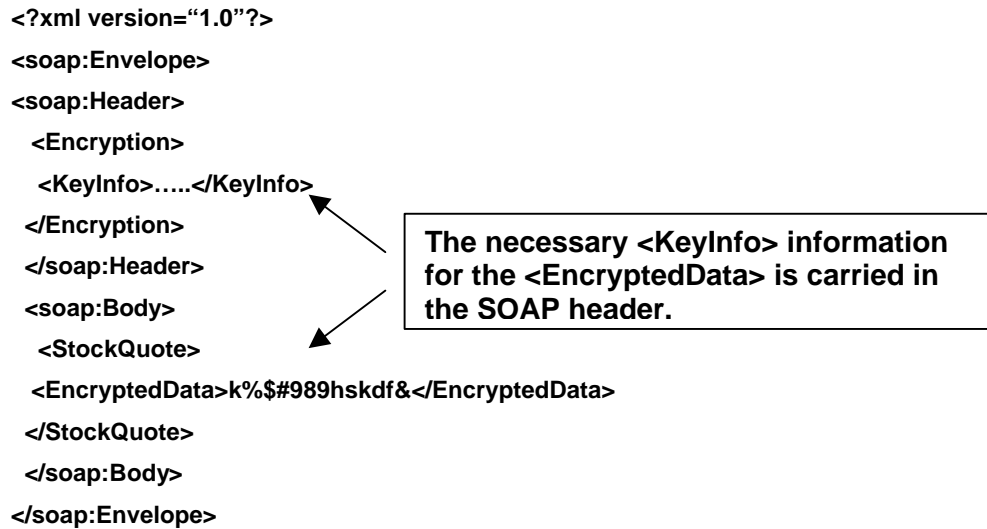 <?xml version=“1.0”?>
<soap:Envelope>
<soap:Header>
<Encryption>
<KeyInfo>…..</KeyInfo>
</Encryption>
</soap:Header>
<soap:Body>
<StockQuote>
<EncryptedData>k%$#989hskdf&</EncryptedData>
</StockQuote>
</soap:Body>
</soap:Envelope>
The necessary <KeyInfo> information
for the <EncryptedData> is carried in
the SOAP header.